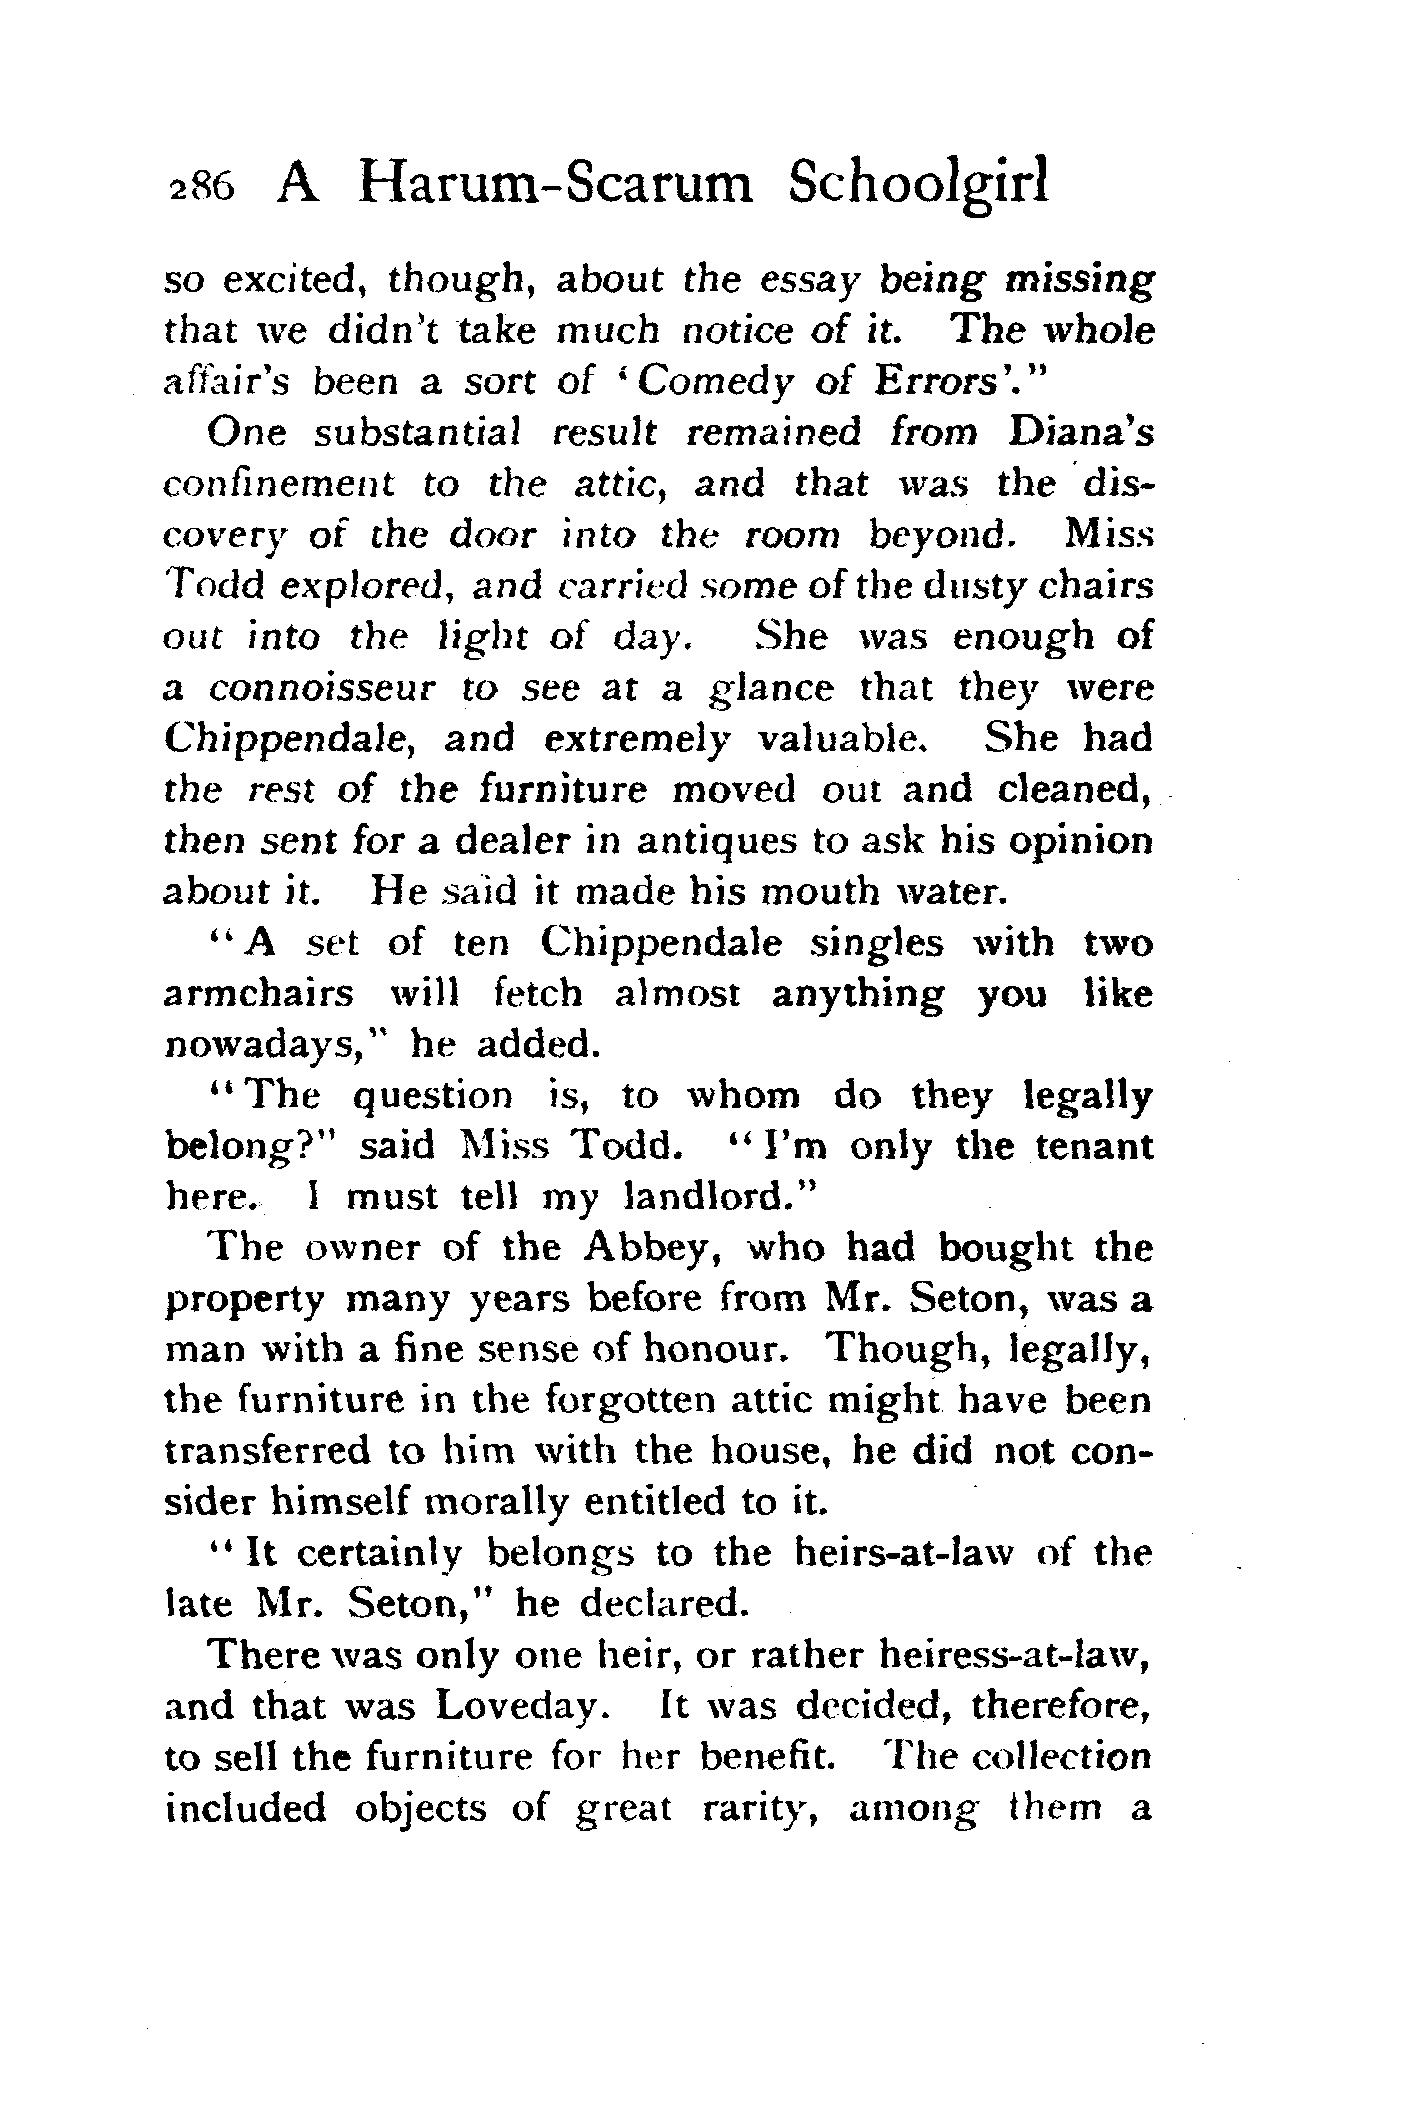 286 A Harum-Scarum Schoolgirl
so excited, though, about the essay being missing
that we didn't take much notice of it. The whole
affair's been a sort of ‘Comedy of Errors’."
One substantial result remained from Diana's
confinement to the attic, and that was the dis-
covery of the door into the room beyond. Miss
Todd explored, and carried some of the dusty chairs
out into the light of day. She was enough of
a connoisseur to see at a glance that they were
Chippendale, and extremely valuable. She had
the rest of the furniture moved out and cleaned,
then sent for a dealer in antiques to ask his opinion
about it. He said it made his mouth water.
"A set of ten Chippendale singles with two
armchairs will fetch almost anything you like
nowadays," he added.
"The question is, to whom do they legally
belong?" said Miss Todd. "I'm only the tenant
here. I must tell my landlord."
The owner of the Abbey, who had bought the
property many years before from Mr. Seton, was a
man with a fine sense of honour. Though, legally,
the furniture in the forgotten attic might have been
transferred to him with the house, he did not con-
sider himself morally entitled to it.
"It certainly belongs to the heirs-at-law of the
late Mr. Seton," he declared.
There was only one heir, or rather heiress-at-law,
and that was Loveday. It was decided, therefore,
to sell the furniture for her benefit. The collection
included objects of great rarity, among them a